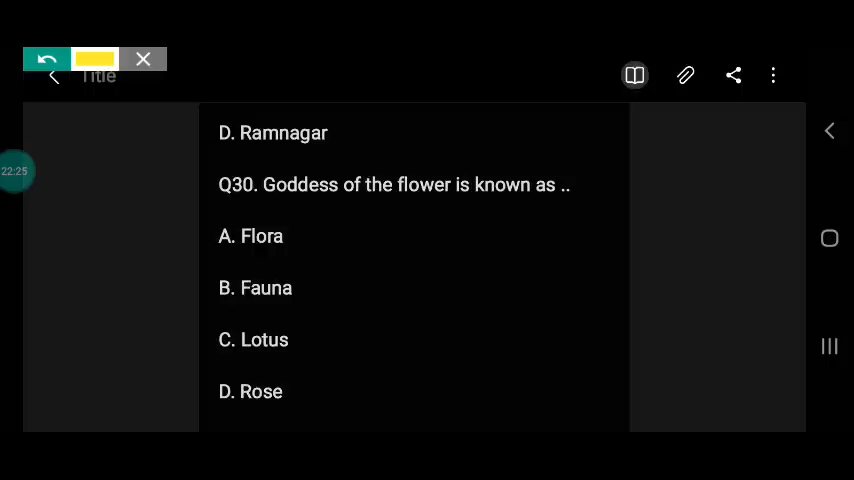 Title
22:25
D. Ramnagar
Q30. Goddess of the flower is known as ..
A. Flora
B. Fauna
C. Lotus
D. Rose